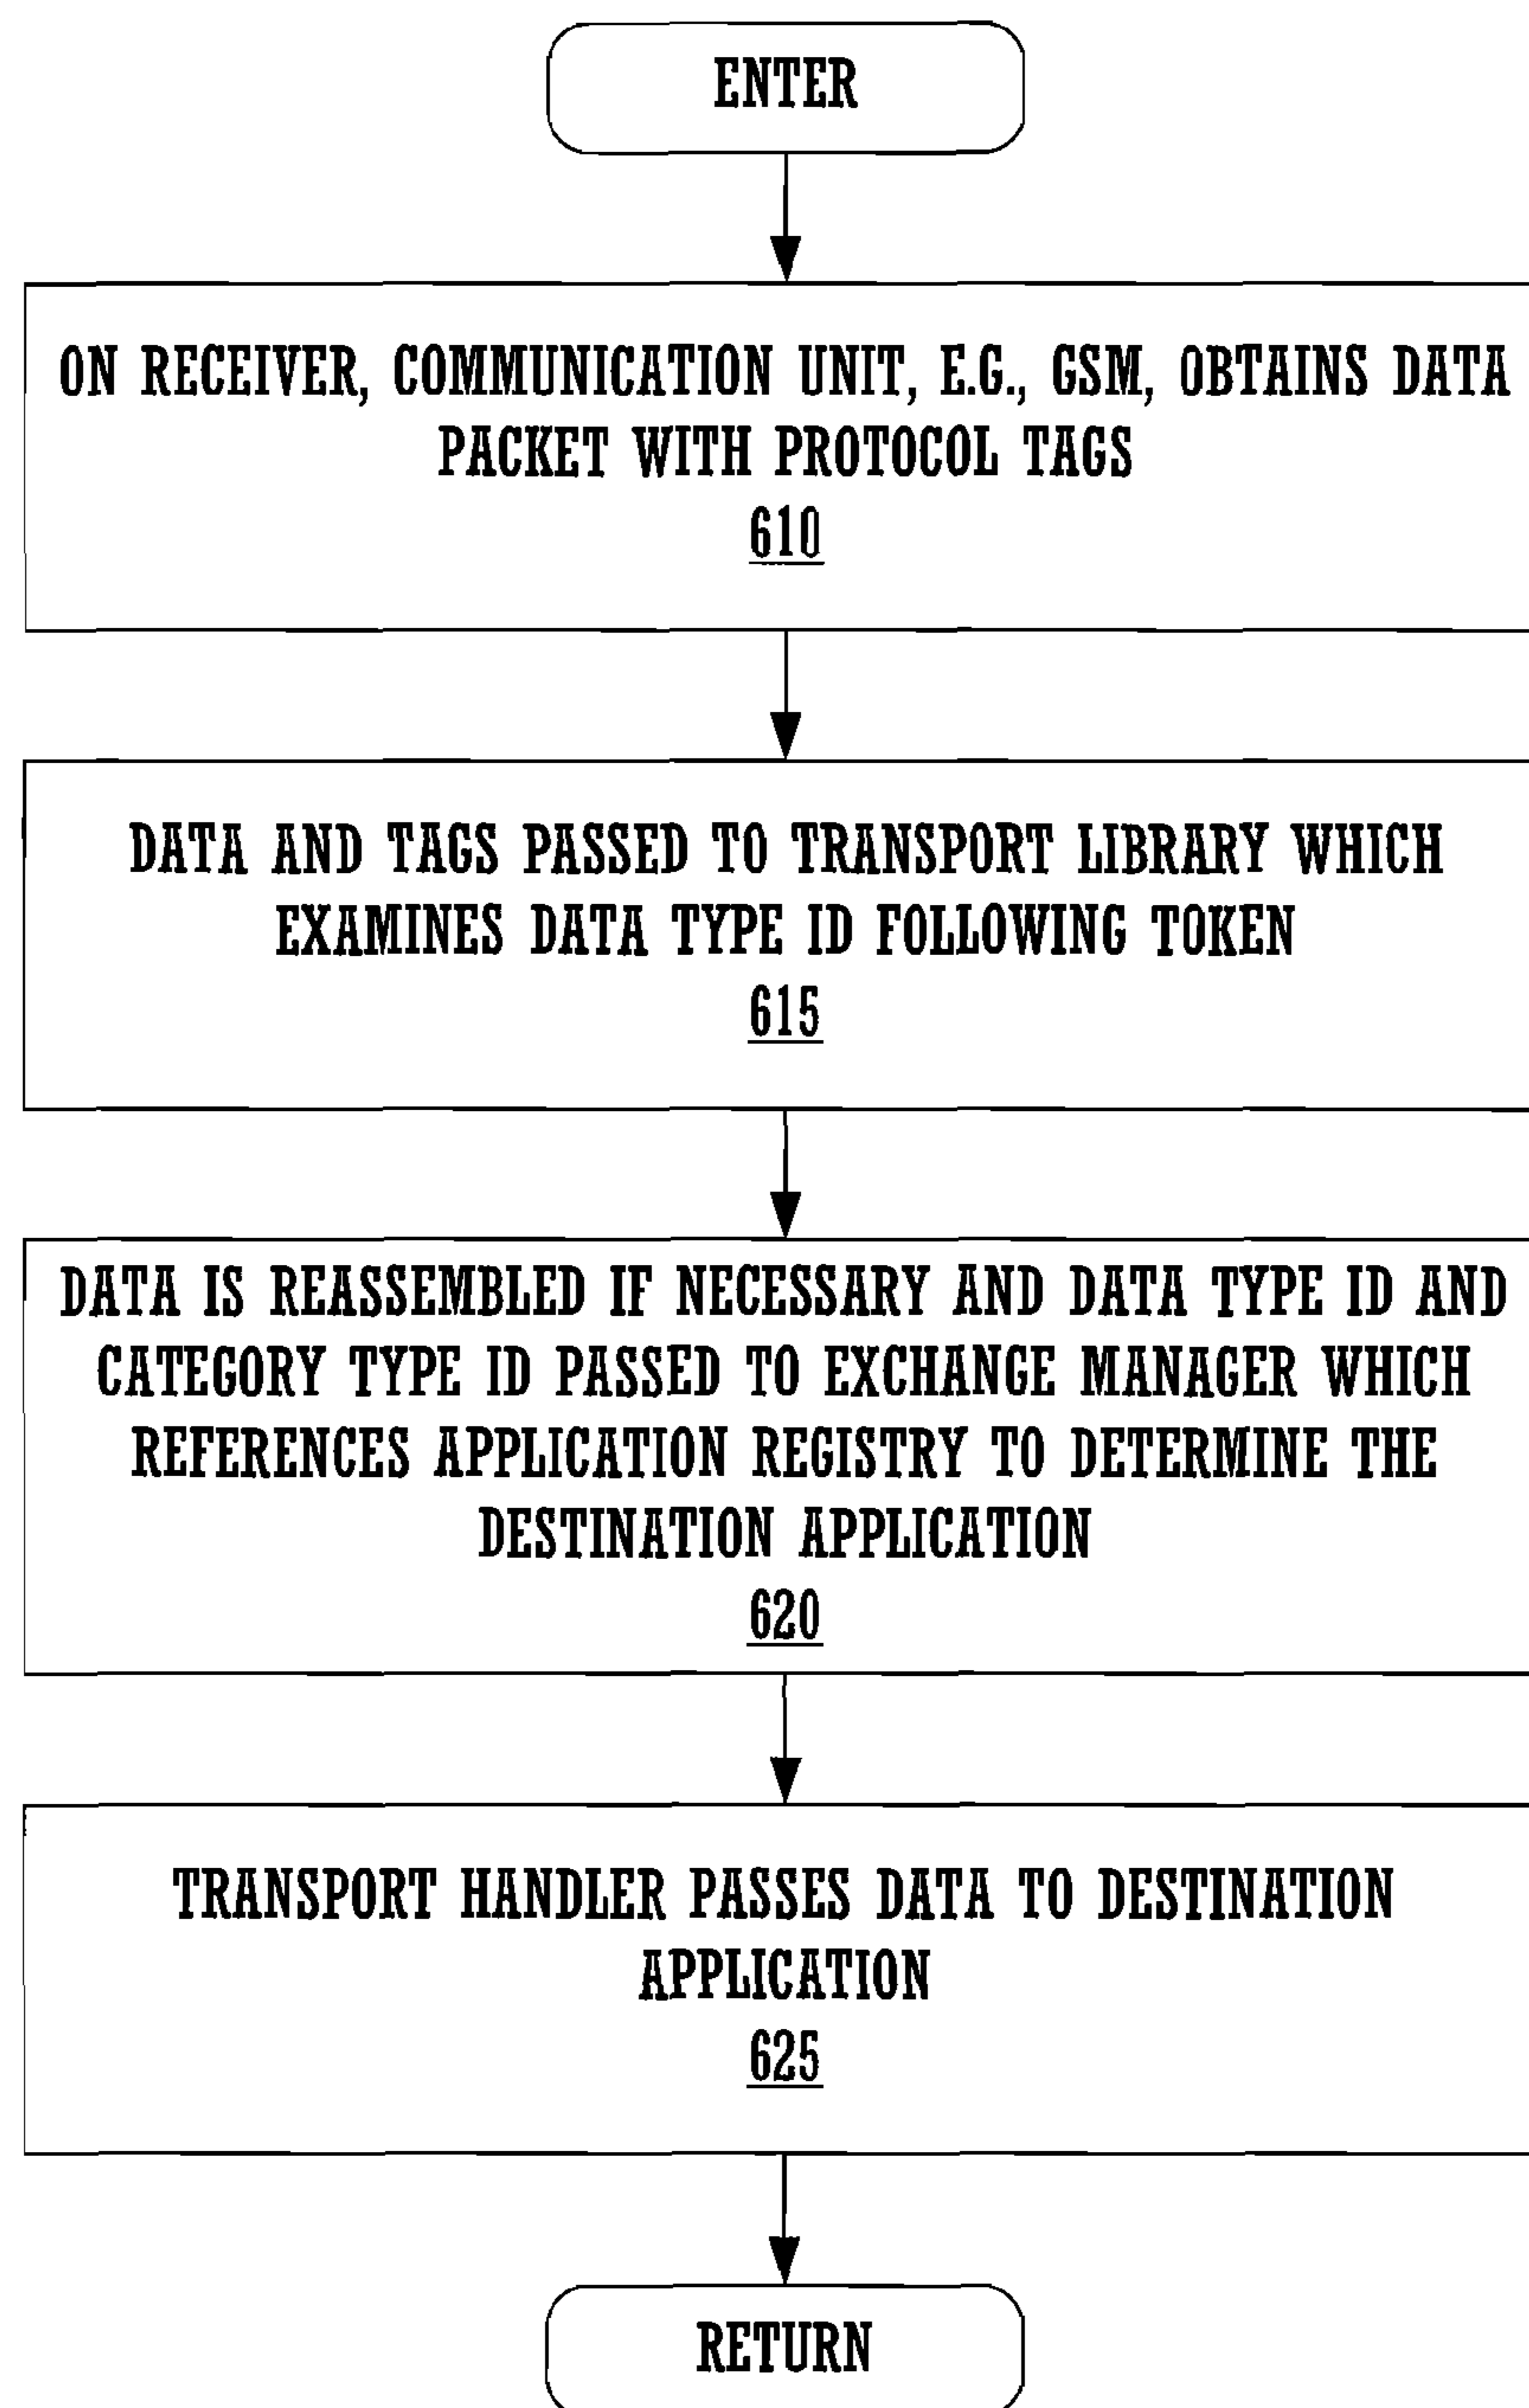 ENTER
ON RECEIVER, COMMUNICATION UNIT, E.G., GSM, OBTAINS DATA
PACKET WITH PROTOCOL TAGS
610
DATA AND TAGS PASSED TO TRANSPORT LIBRARY WHICH
EXAMINES DATA TYPE ID FOLLOWING TOKEN
615
DATA IS REASSEMBLED IF NECESSARY AND DATA TYPE ID AND
CATEGORY TYPE ID PASSED TO EXCHANGE MANAGER WHICH
REFERENCES APPLICATION REGISTRY TO DETERMINE THE
DESTINATION APPLICATION
620
TRANSPORT HANDLER PASSES DATA TO DESTINATION
APPLICATION
625
RETURN